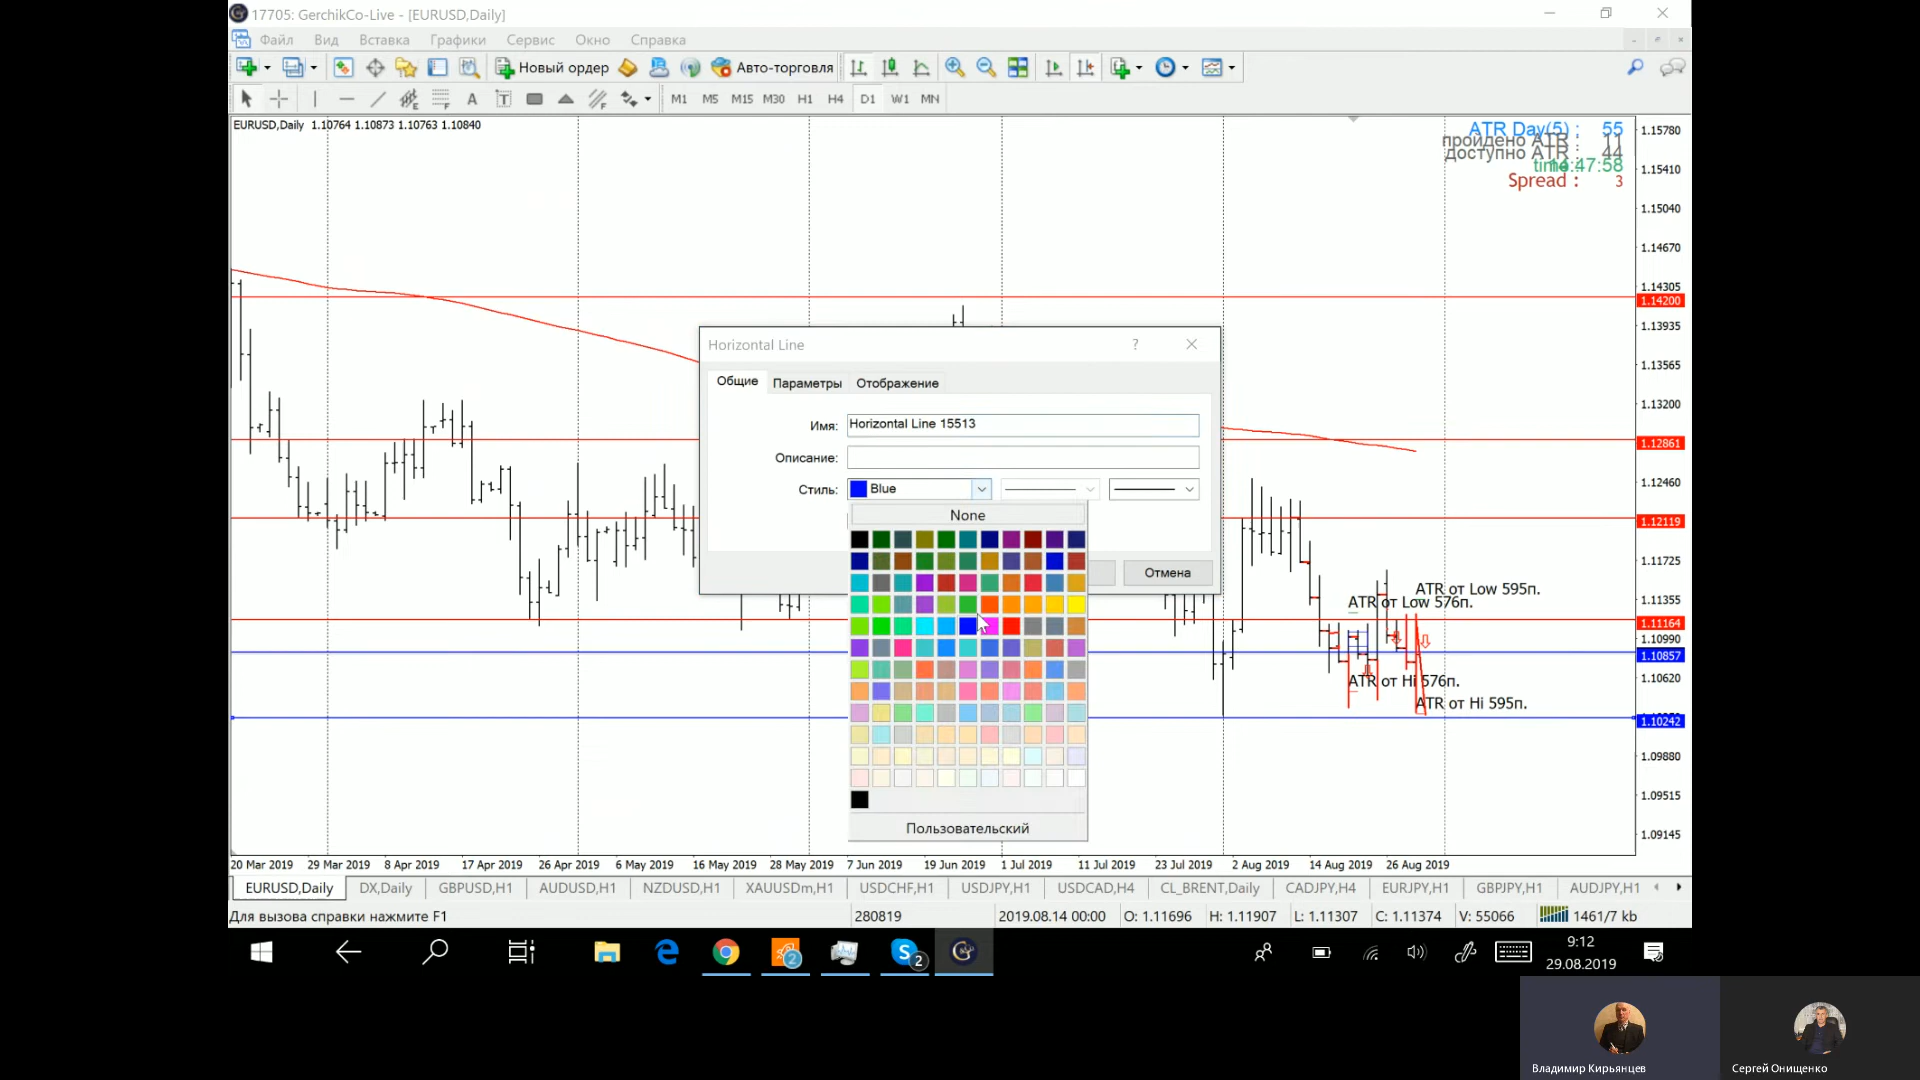 17705: GerchikCo-Live - [EURUSD,Daily]
Файл Вид Вставка Графики Сервис Окно Справка
Новый ордер Авто-торговля
A T M1 M5 M15 M30 H1 H4 D1 W1 MN
EURUSD,Daily 1.10764 1.10873 1.10763 1.10840
ATR Day(5) : 55
пройдено ATR : 11
доступно ATR : 44
Spread : 3
1.15780
1.15410
1.15040
1.14670
1.14305
1.14200
1.13935
1.13565
1.13200
1.12861
1.12460
1.12119
1.11725
1.11355
1.11164
1.10990
1.10857
1.10620
1.10242
1.09880
1.09515
1.09145
Horizontal Line ?
Общие Параметры Отображение
Имя: Horizontal Line 15513
Описание:
Стиль: Blue
None
Отмена
Пользовательский
ATR от Low 595п.
ATR от Low 576п.
ATR от Hi 576п.
ATR от Hi 595п.
20 Mar 2019 29 Mar 2019 8 Apr 2019 17 Apr 2019 26 Apr 2019 6 May 2019 16 May 2019 28 May 2019 7 Jun 2019 19 Jun 2019 1 Jul 2019 11 Jul 2019 23 Jul 2019 2 Aug 2019 14 Aug 2019 26 Aug 2019
EURUSD,Daily DX,Daily GBPUSD,H1 AUDUSD,H1 NZDUSD,H1 XAUUSDm,H1 USDCHF,H1 USDJPY,H1 USDCAD,H4 CL_BRENT,Daily CADJPY,H4 EURJPY,H1 GBPJPY,H1 AUDJPY,H1
Для вызова справки нажмите F1 280819 2019.08.14 00:00 O: 1.11696 H: 1.11907 L: 1.11307 C: 1.11374 V: 55066 1461/7 kb
2 2
9:12
29.08.2019
Владимир Кирьянцев Сергей Онищенко